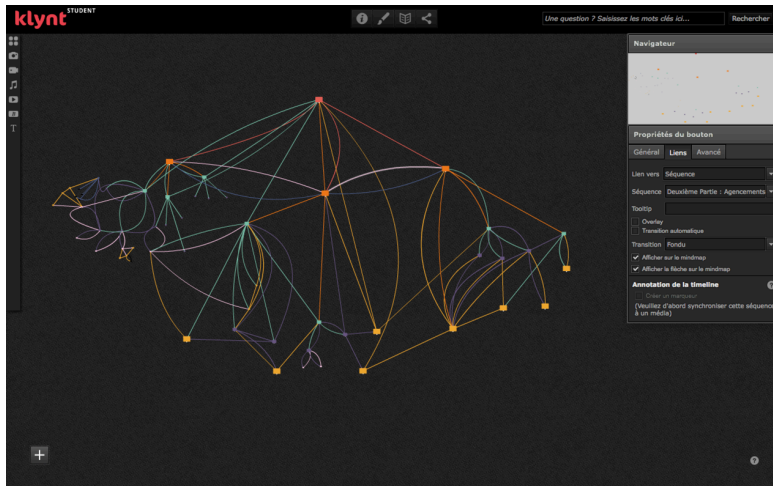 klynt STUDENT
Une question ? Saisissez les mots clés ici...
Rechercher
T
Navigateur
Propriétés du bouton
Général Liens Avancé
Lien vers Séquence
Séquence Deuxième Partie : Agencements
Tooltip
Overlay
Transition automatique
Transition Fondu
Afficher sur le mindmap
Afficher la flèche sur le mindmap
Annotation de la timeline ?
Créer un marqueur
(Veuillez d'abord synchroniser cette séquence
à un média)
+
?